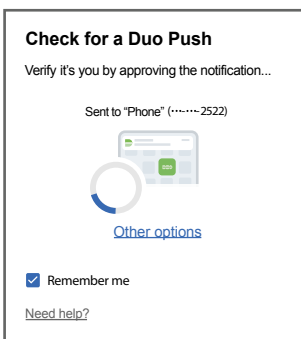 Check for a Duo Push
Verify it's you by approving the notification...
Sent to “Phone” (···-···-2522)
Other options
Remember me
Need help?